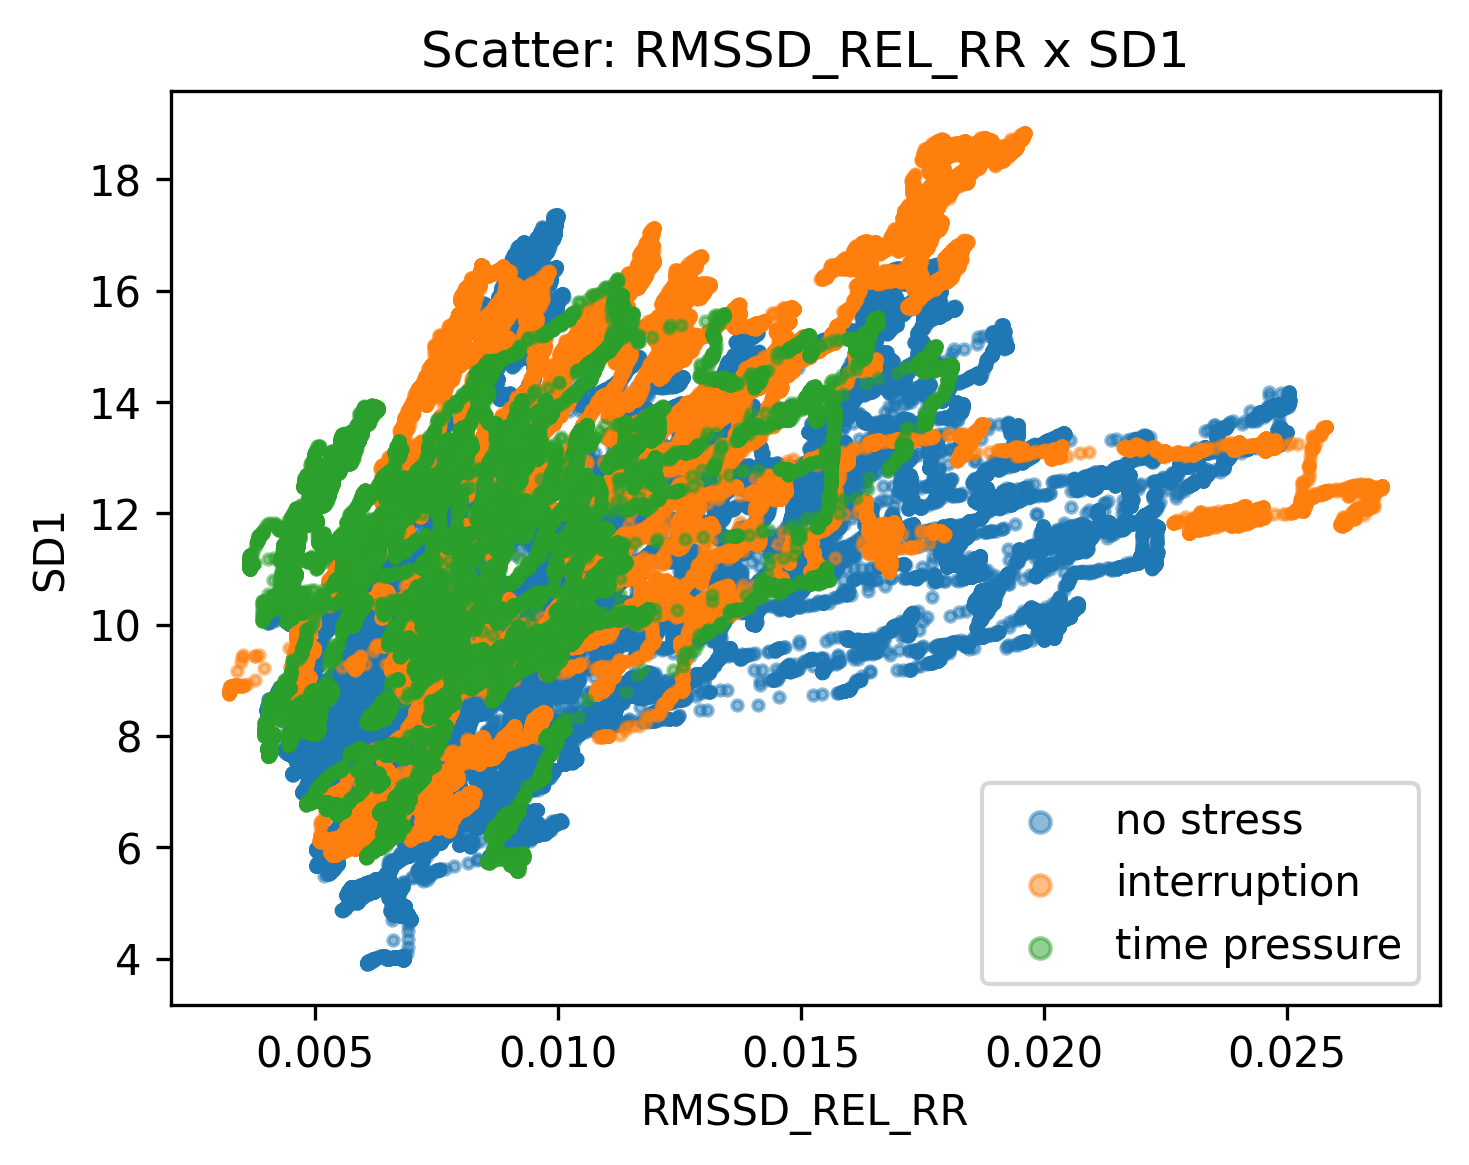 Scatter: RMSSD_REL_RR x SD1
SD1
18
16
14
12
10
8
6
4
no stress
interruption
time pressure
0.005 0.010 0.015 0.020 0.025
RMSSD_REL_RR